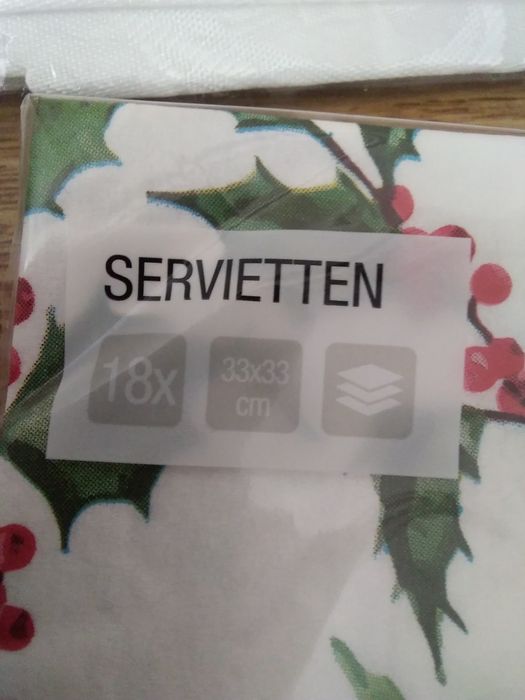 SERVIETTEN
18x
33x33
cm